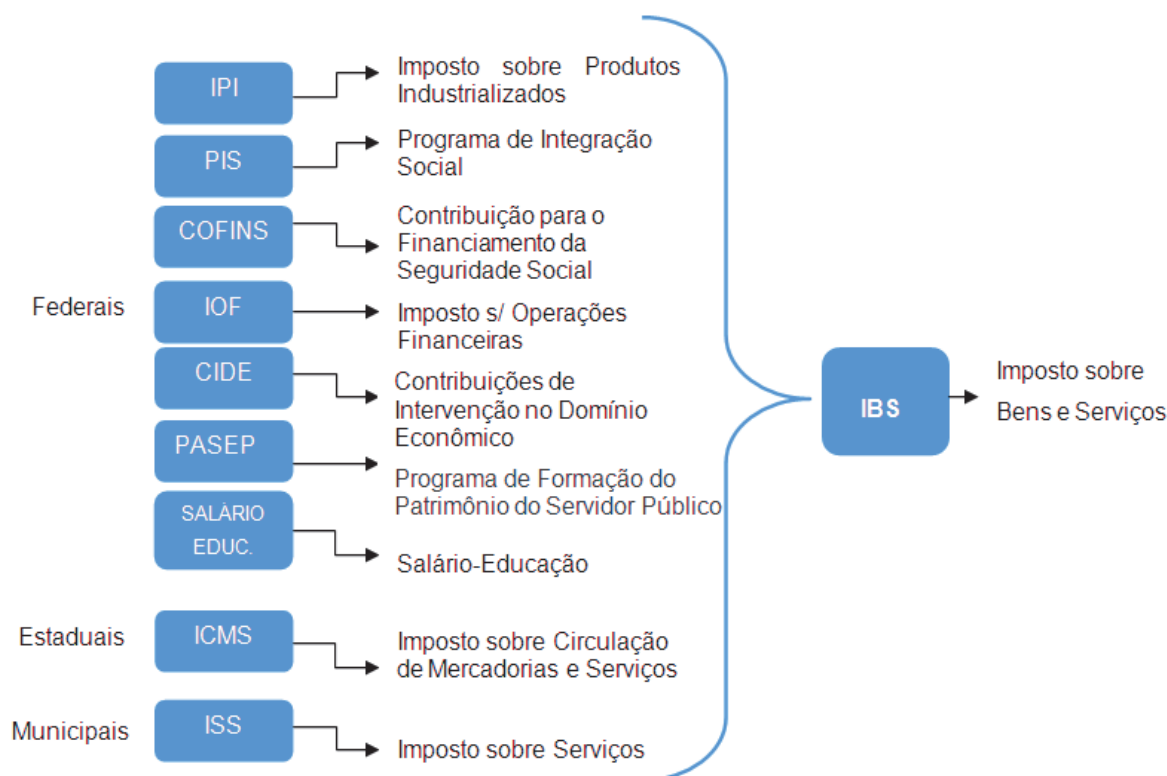 IPI
Imposto sobre Produtos
Industrializados
PIS
Programa de Integração
Social
COFINS
Contribuição para o
Financiamento da
Seguridade Social
Federais
IOF
Imposto s/ Operações
Financeiras
CIDE
Contribuições de
Intervenção no Domínio
Econômico
PASEP
Programa de Formação do
Patrimônio do Servidor Público
SALÀRIO
EDUC.
Salário-Educação
Estaduais
ICMS
Imposto sobre Circulação
de Mercadorias e Serviços
Municipais
ISS
Imposto sobre Serviços
IBS
Imposto sobre
Bens e Serviços